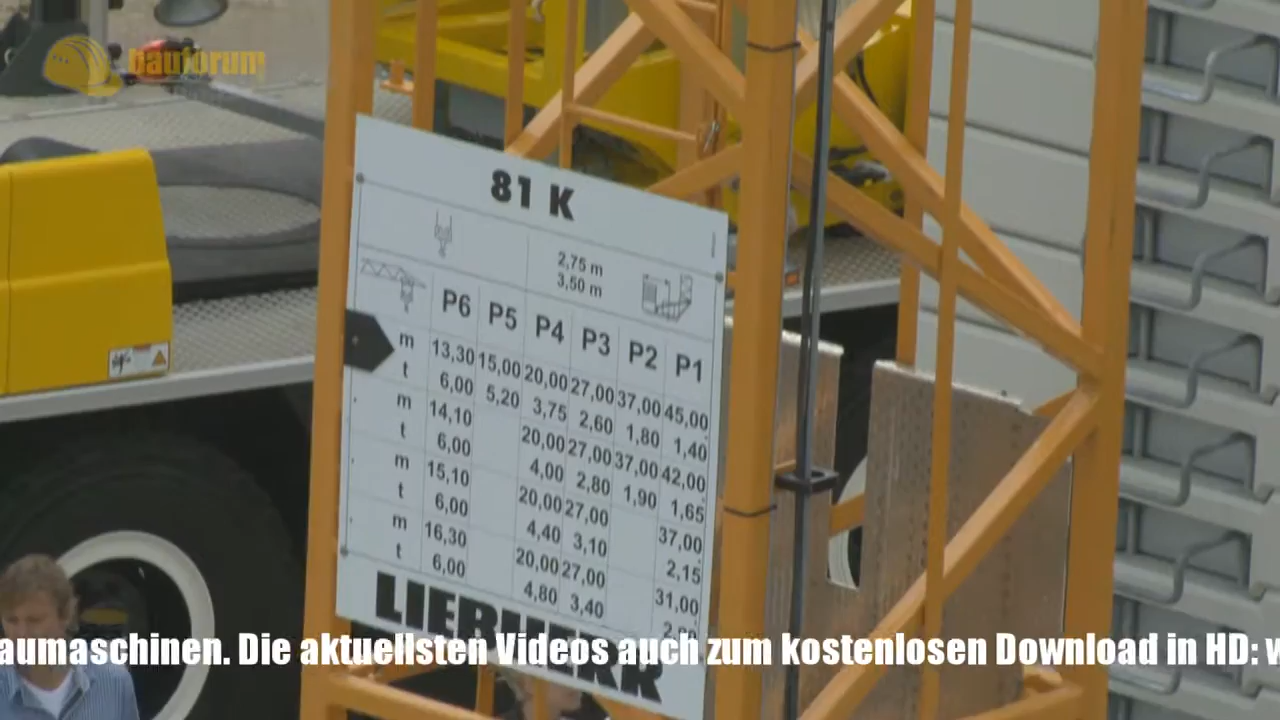 bauforum
81 K
2,75 m
3,50 m
P6 P5 P4 P3 P2 P1
m 13,30 15,00 20,00 27,00 37,00 45,00
t 6,00 5,20 3,75 2,60 1,80 1,40
m 14,10 20,00 27,00 37,00 42,00
t 6,00 4,00 2,80 1,90 1,65
m 15,10 20,00 27,00 37,00
t 6,00 4,40 3,10 2,15
m 16,30 20,00 27,00 31,00
t 6,00 4,80 3,40
LIEBHERR
aumaschinen. Die aktuellsten Videos auch zum kostenlosen Download in HD: w